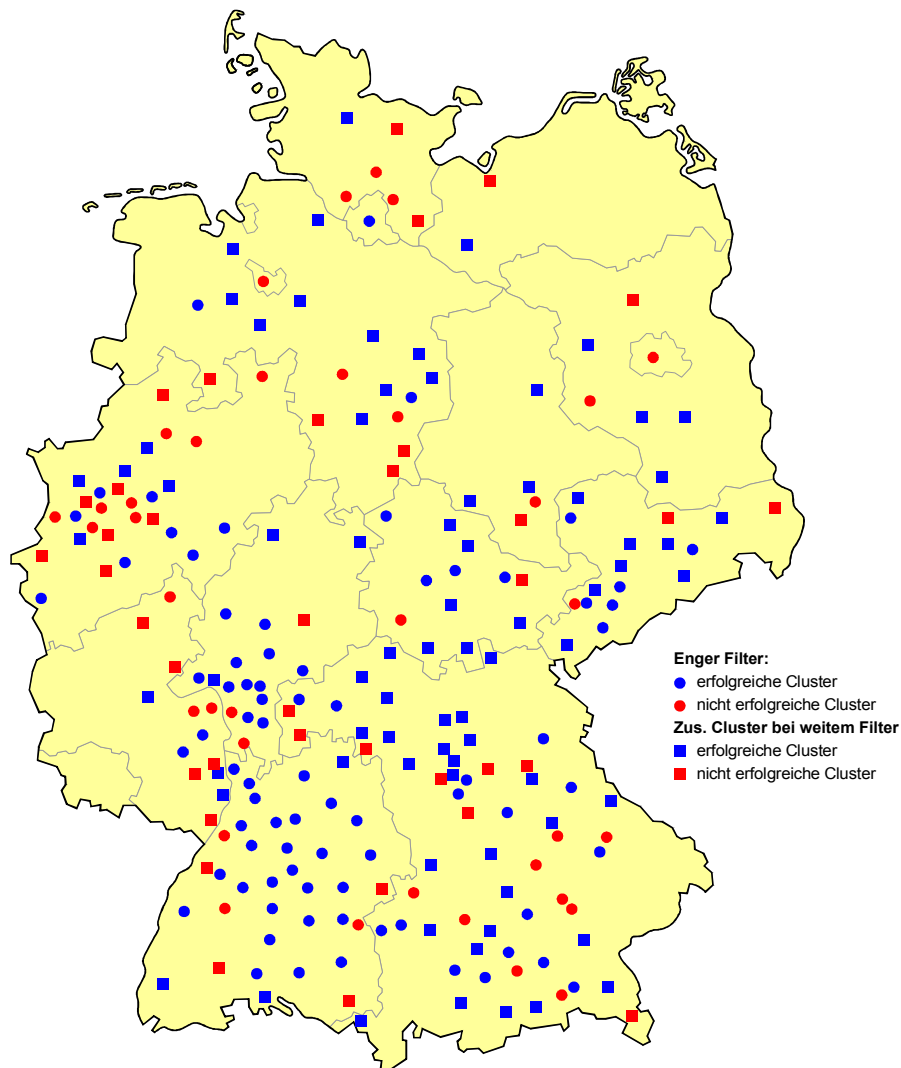 Enger Filter:
erfolgreiche Cluster
nicht erfolgreiche Cluster
Zus. Cluster bei weitem Filter
erfolgreiche Cluster
nicht erfolgreiche Cluster